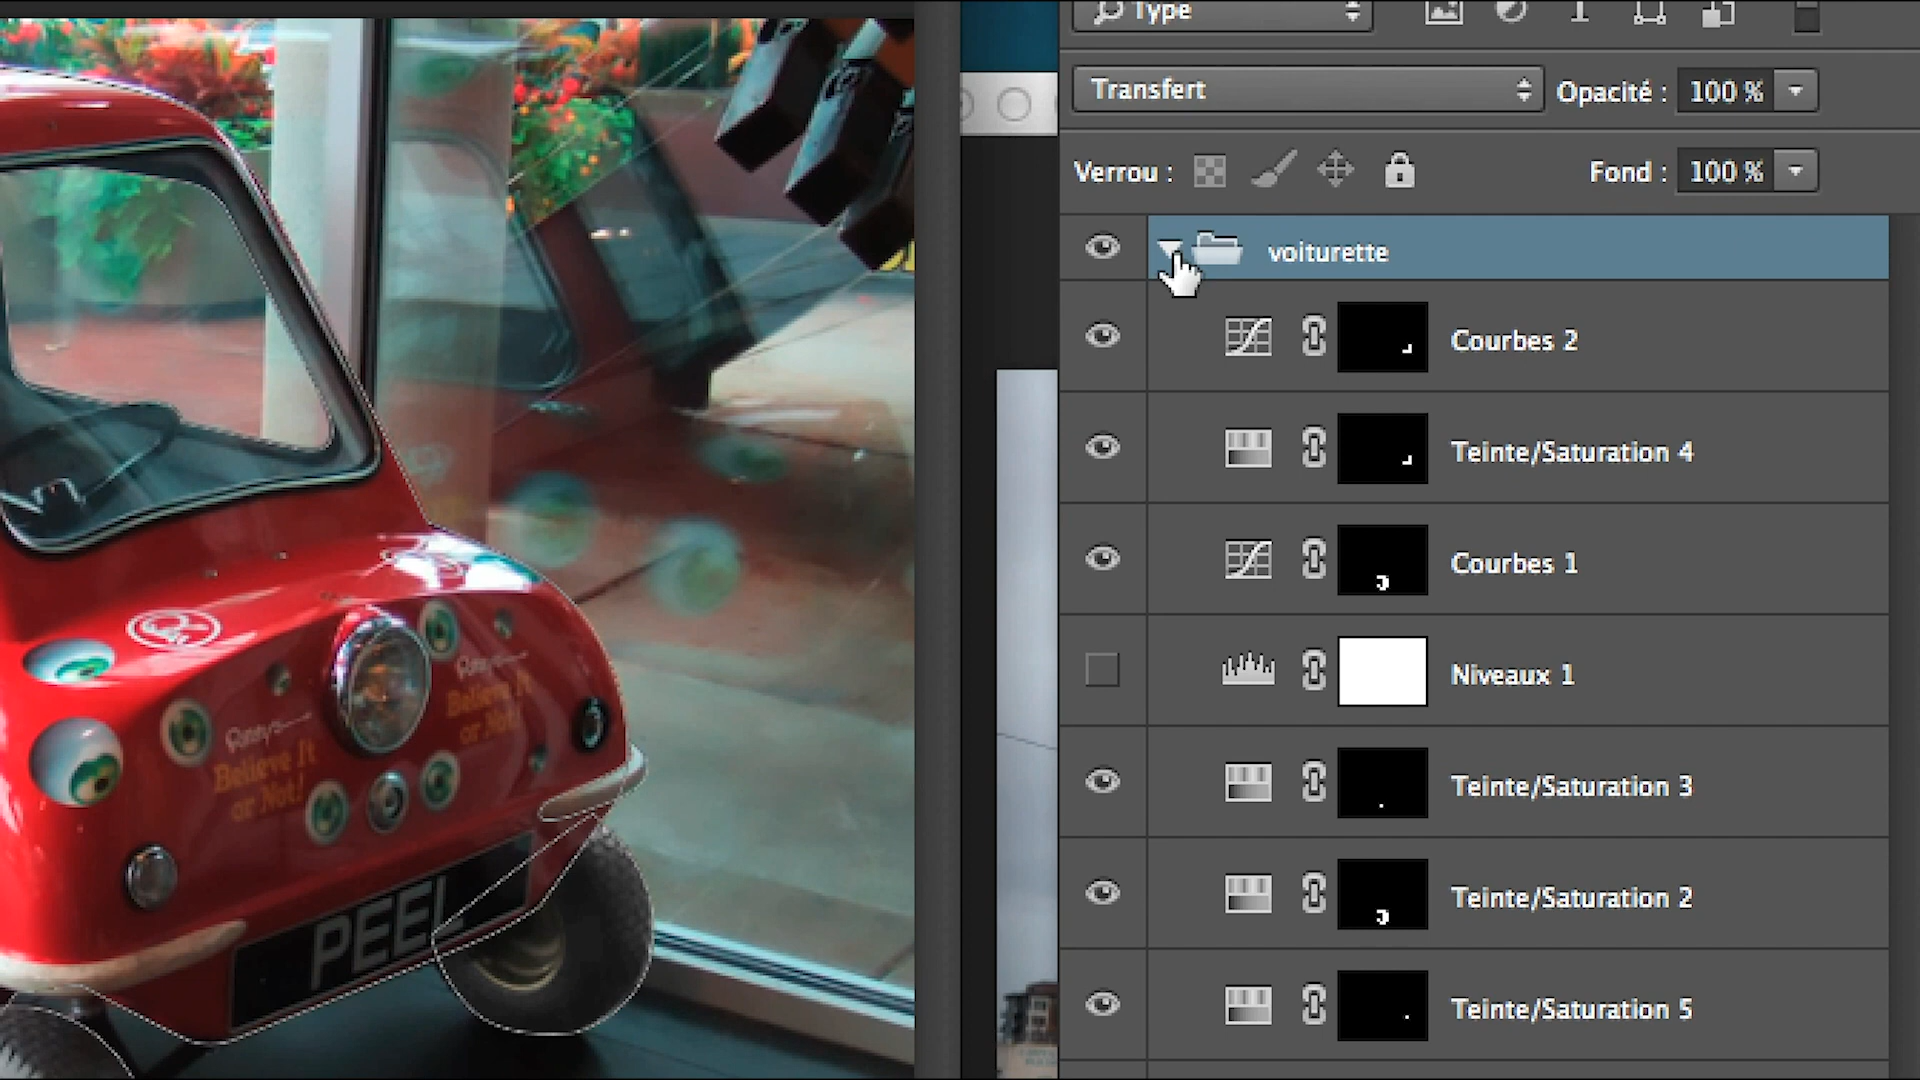 Type
Transfert
Opacité : 100 %
Verrou :
Fond : 100 %
voiturette
Courbes 2
Teinte/Saturation 4
Courbes 1
Niveaux 1
Teinte/Saturation 3
Teinte/Saturation 2
Teinte/Saturation 5
Believe It
or Not!
Believe It
or Not!
PEEL